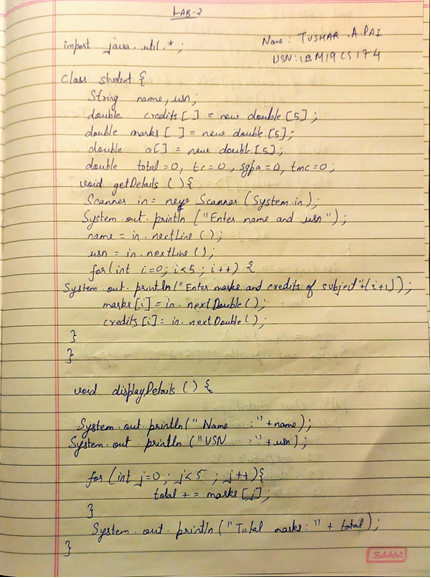 LAB-2
import java.util.*;
Name: TUSHAR .A.PAI
USN:1BM19CS174
class student {
String name, usn;
double credits[ ] = new double[5];
double marks[ ] = new double[5];
double a[ ] = new double[5];
double total=0, tc=0, sgpa=0, tmc=0;
void getDetails ( ) {
Scanner in= new Scanner (System.in);
System.out.println ("Enter name and usn");
name = in.nextLine ( );
usn = in.nextLine ( );
for(int i=0; i<5; i++) {
System.out.println("Enter marks and credits of subject"+(i+1));
marks[i]=in.nextDouble( );
credits[i]=in.nextDouble( );
}
}
void displayDetails ( ) {
System.out.println(" Name :"+name);
System.out.println("USN :"+usn);
for (int j=0; j<5; j++){
total += marks[j];
}
System.out.println("Total marks:" + total);
}